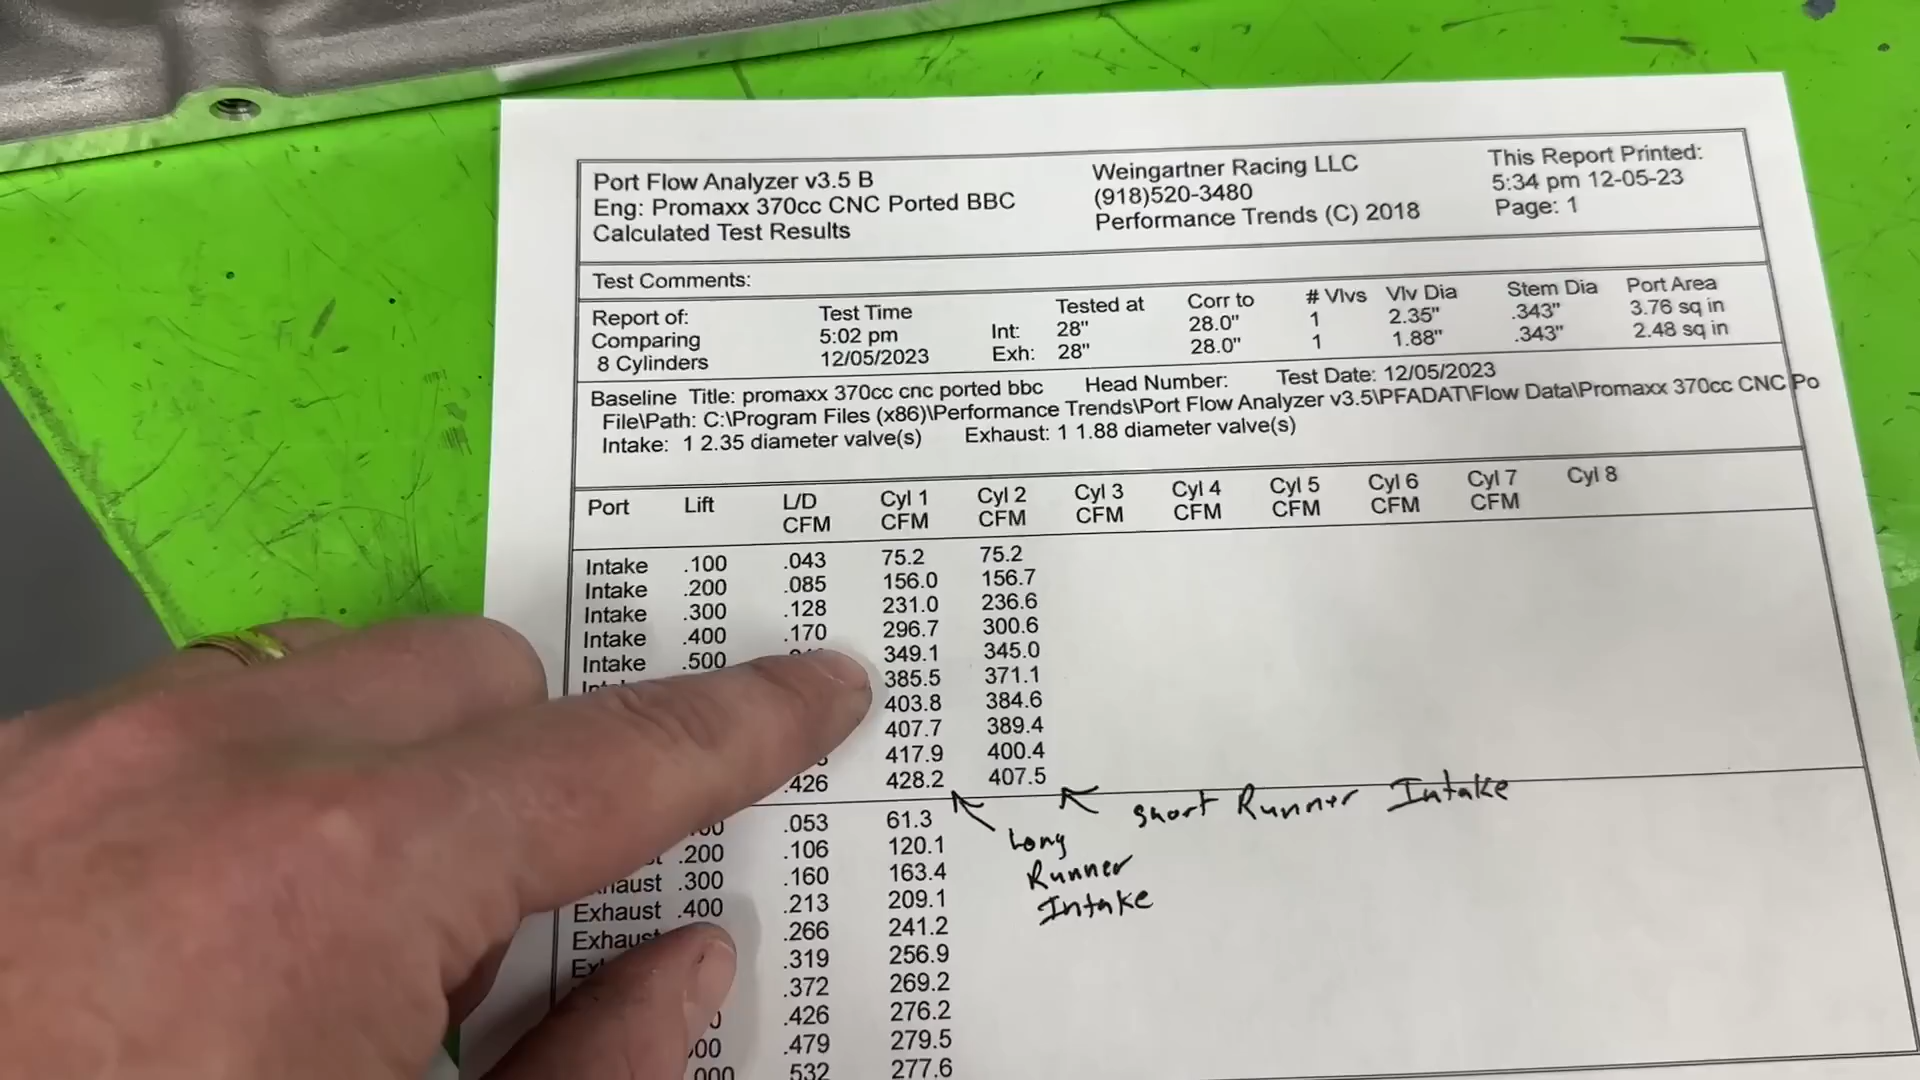 Port Flow Analyzer v3.5 B
Eng: Promaxx 370cc CNC Ported BBC
Calculated Test Results
Weingartner Racing LLC
(918)520-3480
Performance Trends (C) 2018
This Report Printed:
5:34 pm 12-05-23
Page: 1
Test Comments:
Report of:
Comparing
8 Cylinders
Test Time
5:02 pm
12/05/2023
Tested at Corr to # Vlvs Vlv Dia Stem Dia Port Area
Int: 28" 28.0" 1 2.35" .343" 3.76 sq in
Exh: 28" 28.0" 1 1.88" .343" 2.48 sq in
Baseline Title: promaxx 370cc cnc ported bbc Head Number: Test Date: 12/05/2023
File\Path: C:\Program Files (x86)\Performance Trends\Port Flow Analyzer v3.5\PFADAT\Flow Data\Promaxx 370cc CNC Po
Intake: 1 2.35 diameter valve(s) Exhaust: 1 1.88 diameter valve(s)
Port Lift L/D Cyl 1 Cyl 2 Cyl 3 Cyl 4 Cyl 5 Cyl 6 Cyl 7 Cyl 8
CFM CFM CFM CFM CFM CFM CFM CFM
Intake .100 .043 75.2 75.2
Intake .200 .085 156.0 156.7
Intake .300 .128 231.0 236.6
Intake .400 .170 296.7 300.6
Intake .500 349.1 345.0
385.5 371.1
403.8 384.6
407.7 389.4
417.9 400.4
.426 428.2 407.5
short Runner Intake
Long
Runner
Intake
.053 61.3
.200 .106 120.1
.300 .160 163.4
Exhaust .400 .213 209.1
.266 241.2
.319 256.9
.372 269.2
.426 276.2
.479 279.5
.532 277.6